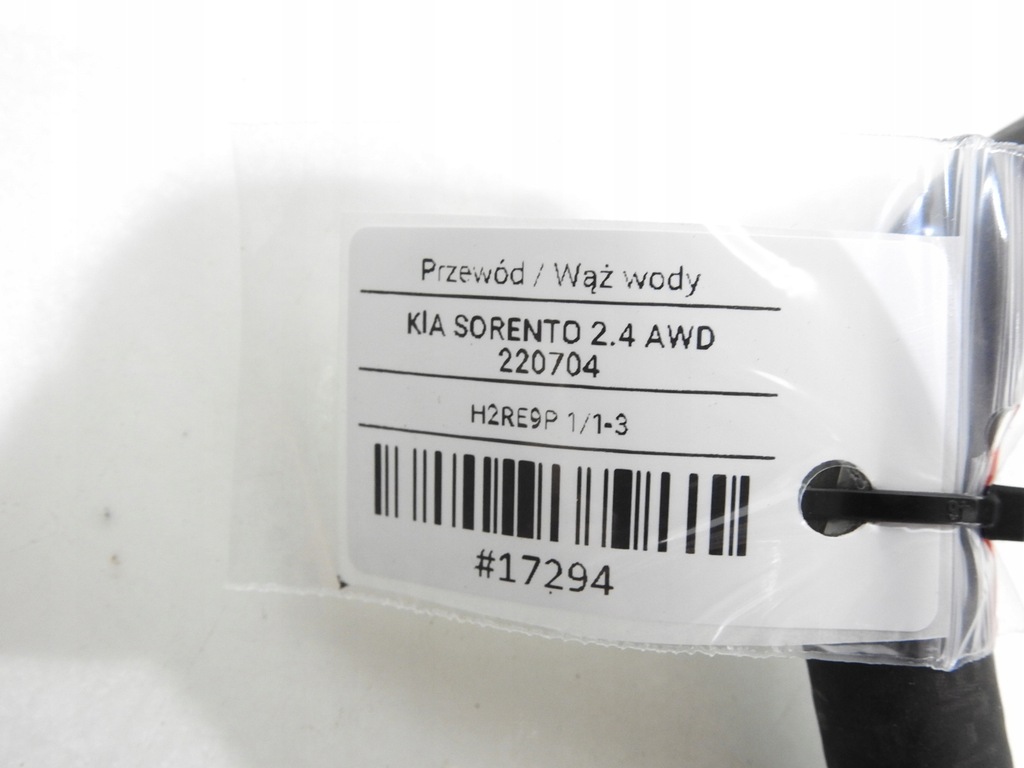 Przewód / Wąż wody
KIA SORENTO 2.4 AWD
220704
H2RE9P 1/1-3
#17294